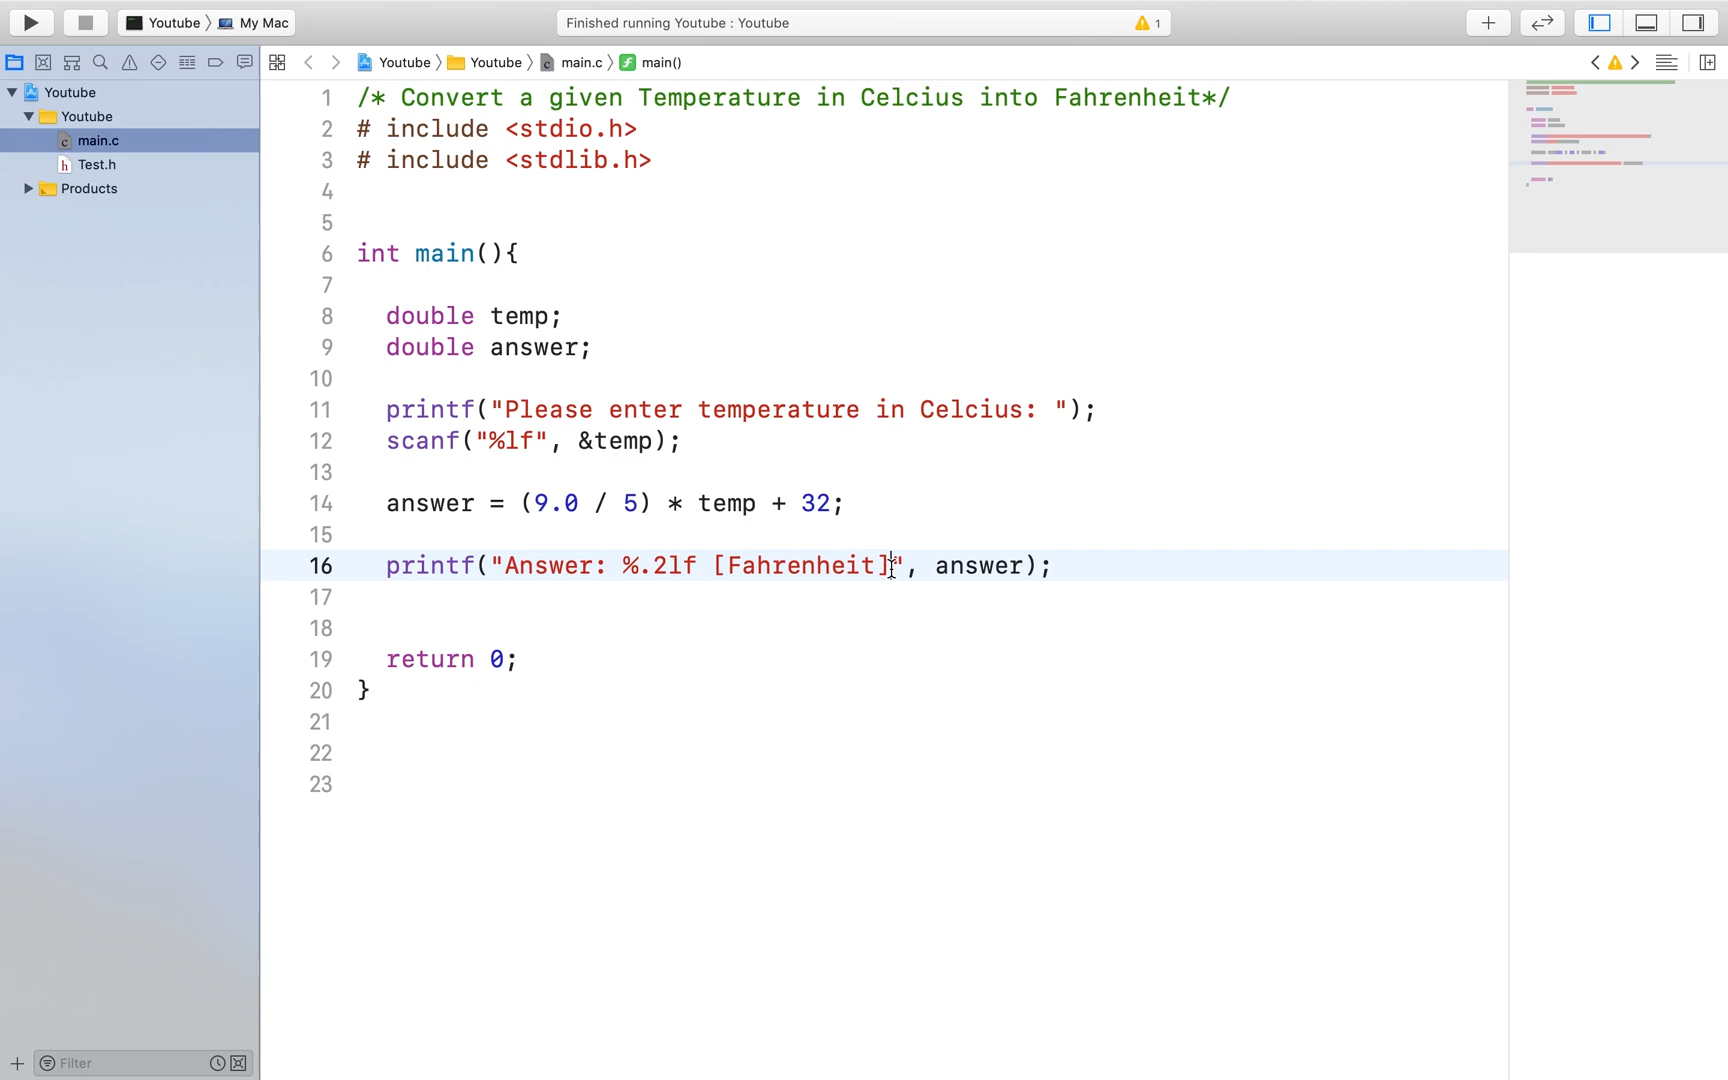 Youtube 〉 My Mac
Finished running Youtube : Youtube
1
Youtube 〉 Youtube 〉 main.c 〉 main()
Youtube
Youtube
main.c
Test.h
Products
1 /* Convert a given Temperature in Celcius into Fahrenheit*/
2 # include <stdio.h>
3 # include <stdlib.h>
4
5
6 int main(){
7
8 double temp;
9 double answer;
10
11 printf("Please enter temperature in Celcius: ");
12 scanf("%lf", &temp);
13
14 answer = (9.0 / 5) * temp + 32;
15
16 printf("Answer: %.2lf [Fahrenheit]", answer);
17
18
19 return 0;
20 }
21
22
23
Filter